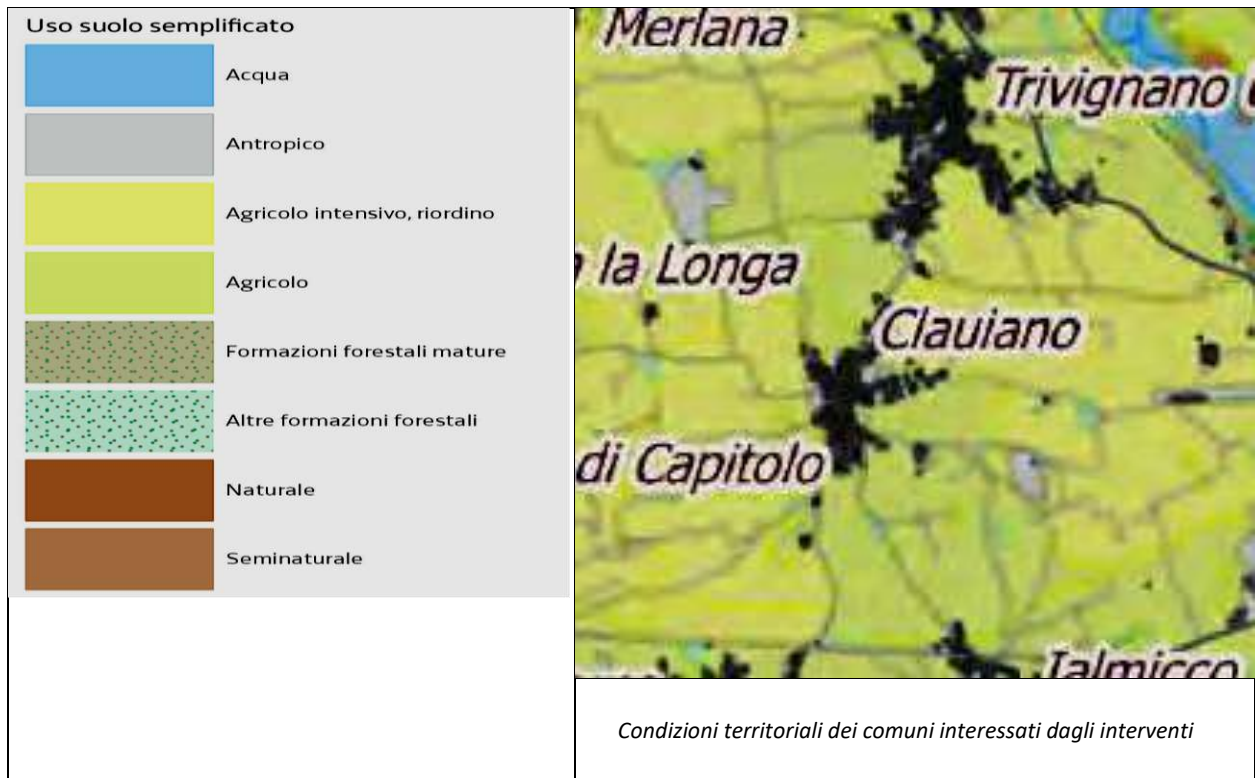 Uso suolo semplificato
Acqua
Antropico
Agricolo intensivo, riordino
Agricolo
Formazioni forestali mature
Altre formazioni forestali
Naturale
Seminaturale
Merlana
Trivignano
la Longa
Clauiano
di Capitolo
Ialmicco
Condizioni territoriali dei comuni interessati dagli interventi